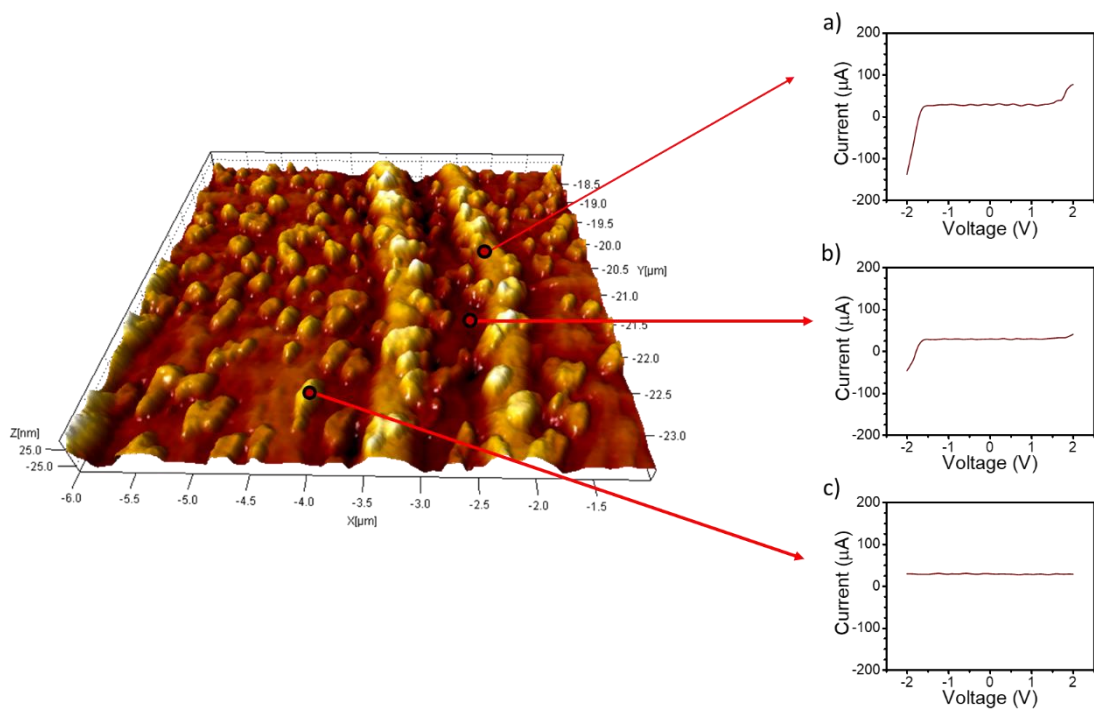 a)
200
100
0
-100
-200
Current (μA)
-2 -1 0 1 2
Voltage (V)
b)
200
100
0
-100
-200
Current (μA)
-2 -1 0 1 2
Voltage (V)
c)
200
100
0
-100
-200
Current (μA)
-2 -1 0 1 2
Voltage (V)
-18.5
-19.0
-19.5
-20.0
-20.5
Y[μm]
-21.0
-21.5
-22.0
-22.5
-23.0
Z[nm]
25.0
-25.0
-6.0 -5.5 -5.0 -4.5 -4.0 -3.5 -3.0 -2.5 -2.0 -1.5
X[μm]